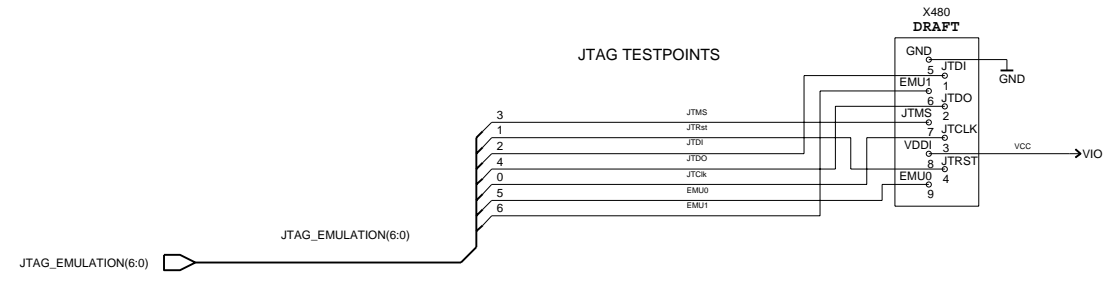 X480
DRAFT
JTAG TESTPOINTS
GND
5 JTDI
GND
EMU1 1
6 JTDO
3 JTMS JTMS 2
1 JTRst 7 JTCLK
2 JTDI VDDI 3 VCC VIO
4 JTDO 8 JTRST
0 JTClk EMU0 4
5 EMU0 9
6 EMU1
JTAG_EMULATION(6:0)
JTAG_EMULATION(6:0)